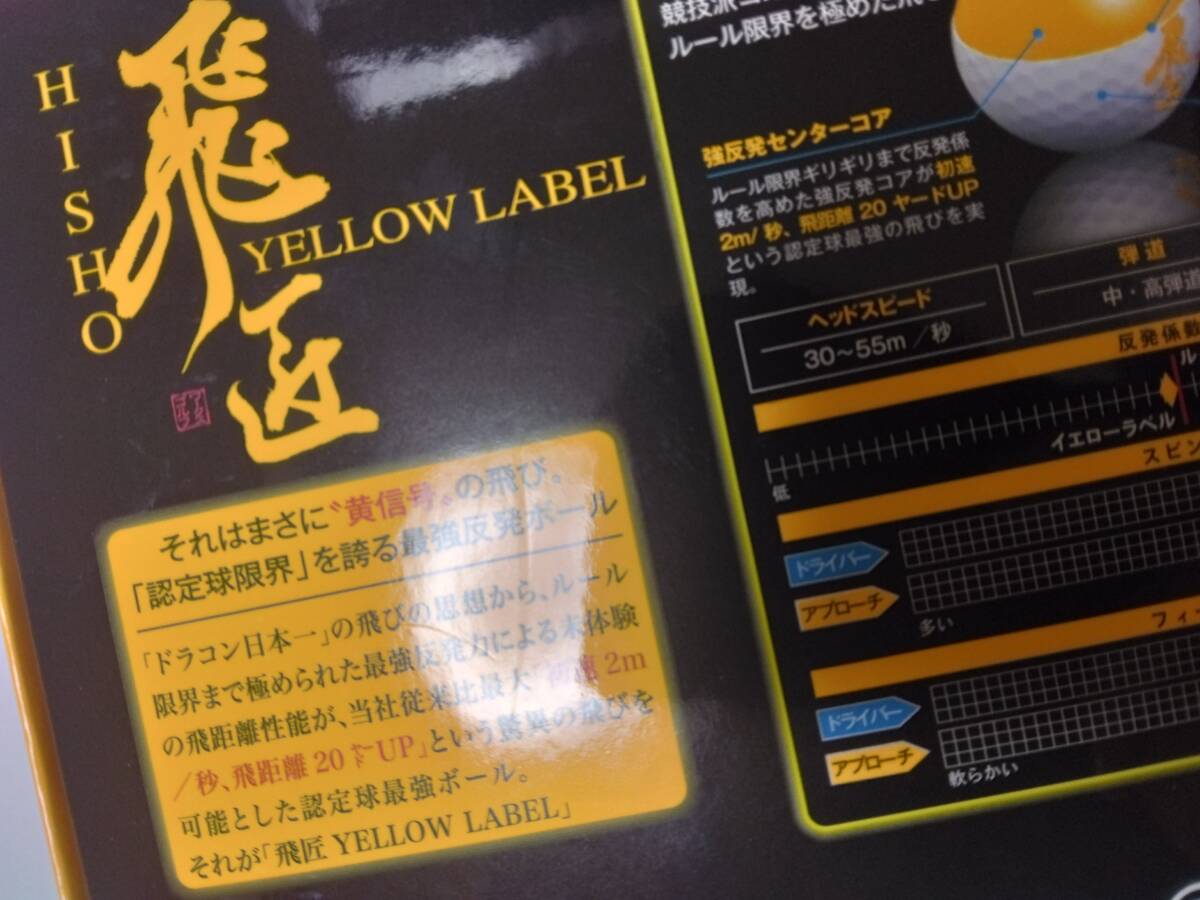 HISHO
飛匠
YELLOW LABEL
それはまさに〝黄信号〟の飛び。
「認定球限界」を誇る最強反発ボール
「ドラコン日本一」の飛びの思想から、ルール
限界まで極められた最強反発力による未体験
の飛距離性能が、当社従来比最大 初速2m
/秒、飛距離20ヤードUP」という驚異の飛びを
可能とした認定球最強ボール。
それが「飛匠 YELLOW LABEL」
競技派
ルール限界を極めた飛
強反発センターコア
ルール限界ギリギリまで反発係
数を高めた強反発コアが初速
2m/秒、飛距離20ヤードUP
という認定球最強の飛びを実
現。
ヘッドスピード
30〜55m/秒
弾道
中・高弾道
反発係数
ル
イエローラベル
低
スピン
ドライバー
アプローチ
多い
フィ
ドライバー
アプローチ
軟らかい